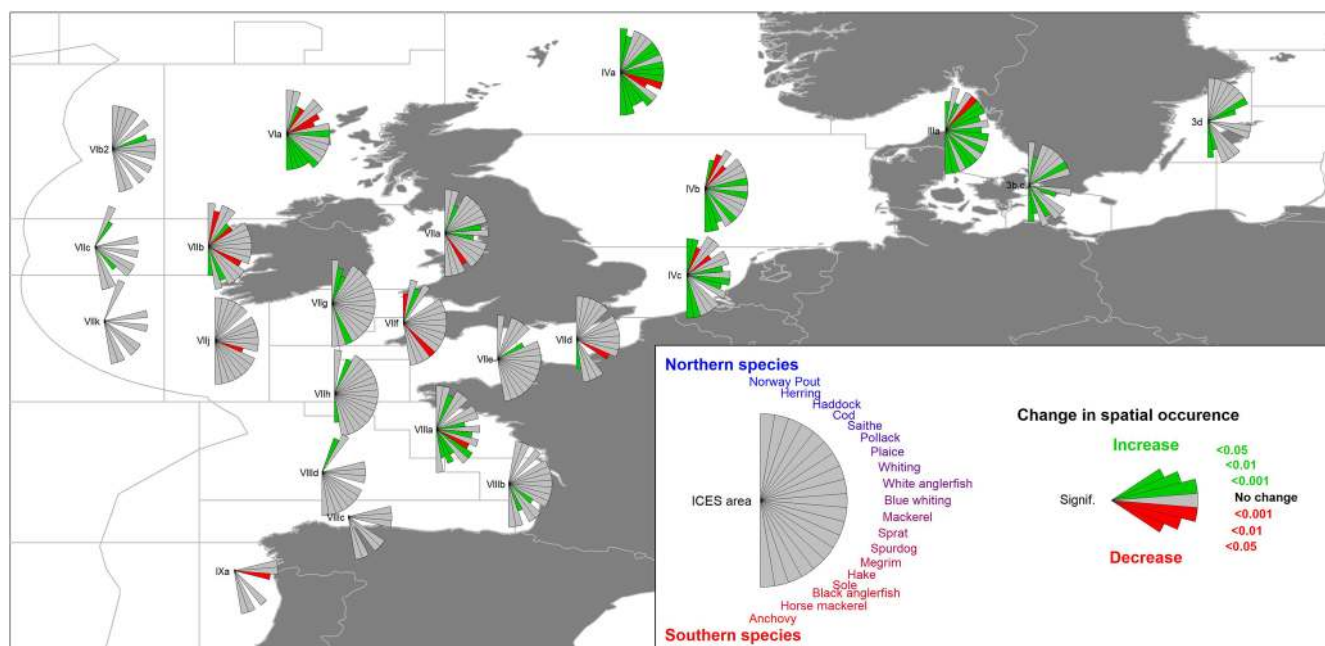 IVa
3d
IIIa
VIa
VIb2
3b,c
IVb
VIIa
VIIc
VIIb
IVc
VIIg
VIIk
VIIf
VIIj
VIId
VIIe
VIIh
VIIIa
VIIId
VIIIb
VIIIc
IXa
Northern species
Norway Pout
Herring
Haddock
Cod
Saithe
Pollack
Plaice
Whiting
White anglerfish
Blue whiting
Mackerel
Sprat
Spurdog
Megrim
Hake
Sole
Black anglerfish
Horse mackerel
Anchovy
Southern species
ICES area
Change in spatial occurence
Increase
<0.05
<0.01
<0.001
Signif.
No change
<0.001
<0.01
<0.05
Decrease